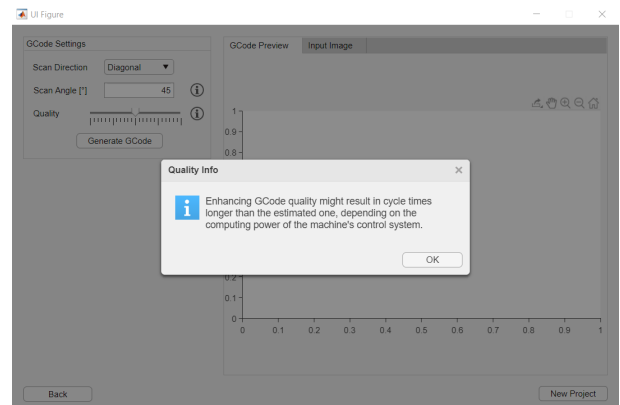 UI Figure
GCode Settings
Scan Direction Diagonal
Scan Angle [°] 45
Quality
Generate GCode
GCode Preview Input Image
1
0.9
0.8
Quality Info
Enhancing GCode quality might result in cycle times
longer than the estimated one, depending on the
computing power of the machine's control system.
OK
0.2
0.1
0
0 0.1 0.2 0.3 0.4 0.5 0.6 0.7 0.8 0.9 1
Back New Project